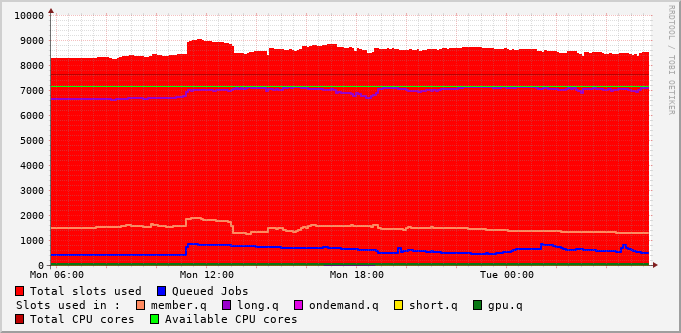 10000
9000
8000
7000
6000
5000
4000
3000
2000
1000
0
Mon 06:00 Mon 12:00 Mon 18:00 Tue 00:00
RRDTOOL / TOBI OETIKER
Total slots used Queued Jobs
Slots used in : member.q long.q ondemand.q short.q gpu.q
Total CPU cores Available CPU cores